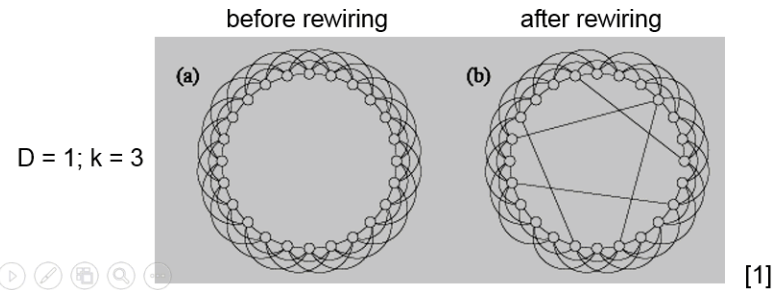 before rewiring
after rewiring
(a)
(b)
D = 1; k = 3
[1]